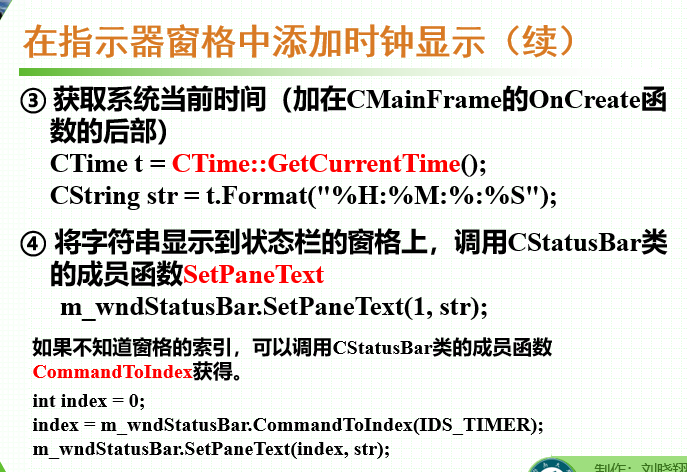 在指示器窗格中添加时钟显示（续）
③ 获取系统当前时间（加在CMainFrame的OnCreate函
数的后部）
CTime t = CTime::GetCurrentTime();
CString str = t.Format("%H:%M:%:%S");
④ 将字符串显示到状态栏的窗格上，调用CStatusBar类
的成员函数SetPaneText
m_wndStatusBar.SetPaneText(1, str);
如果不知道窗格的索引，可以调用CStatusBar类的成员函数
CommandToIndex获得。
int index = 0;
index = m_wndStatusBar.CommandToIndex(IDS_TIMER);
m_wndStatusBar.SetPaneText(index, str);
制作：刘晓翔